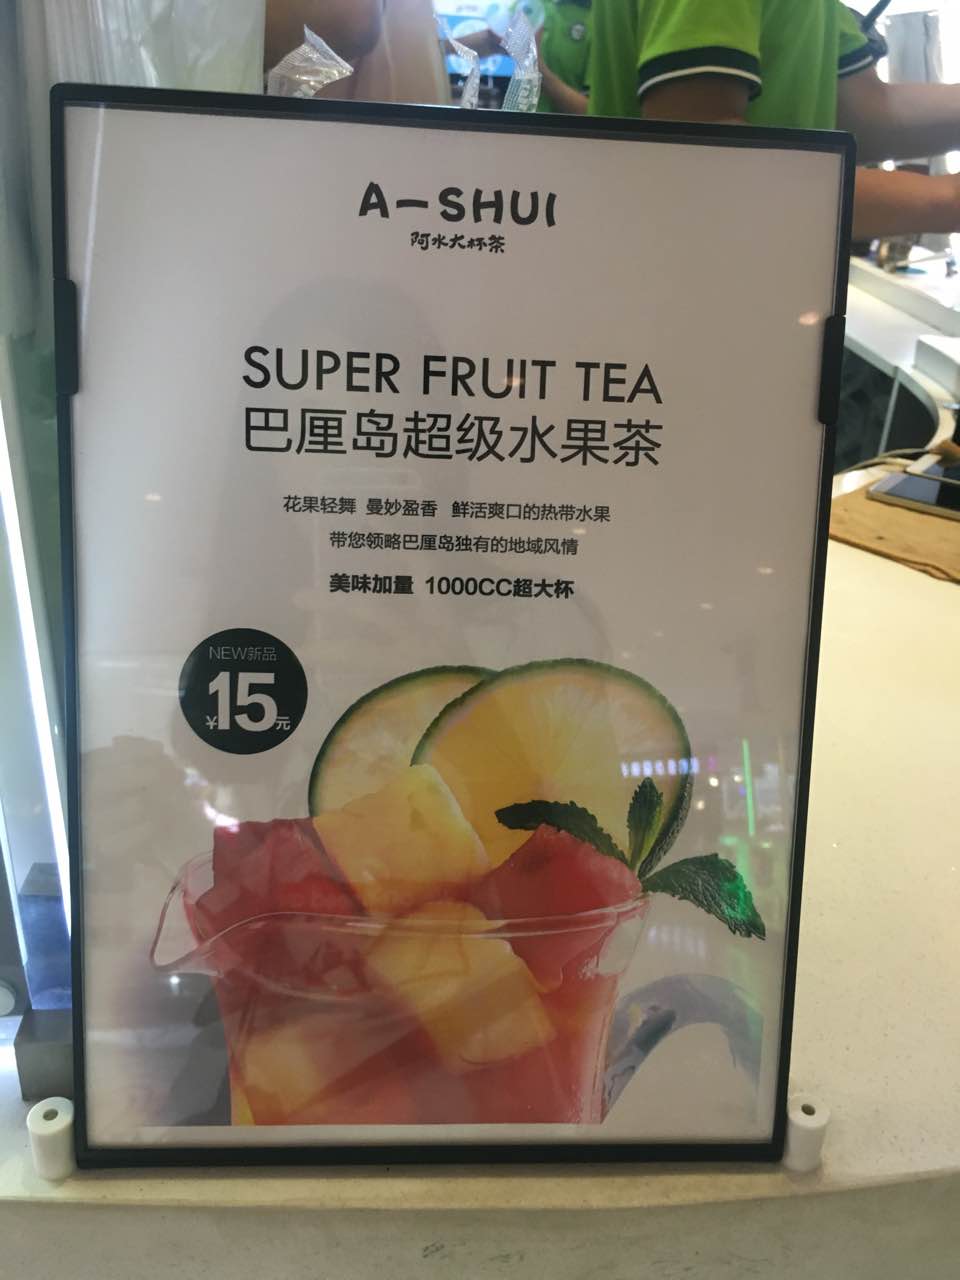 A-SHUI
阿水大杯茶
SUPER FRUIT TEA
巴厘岛超级水果茶
花果轻舞 曼妙盈香 鲜活爽口的热带水果
带您领略巴厘岛独有的地域风情
美味加量 1000CC超大杯
NEW新品
¥15元